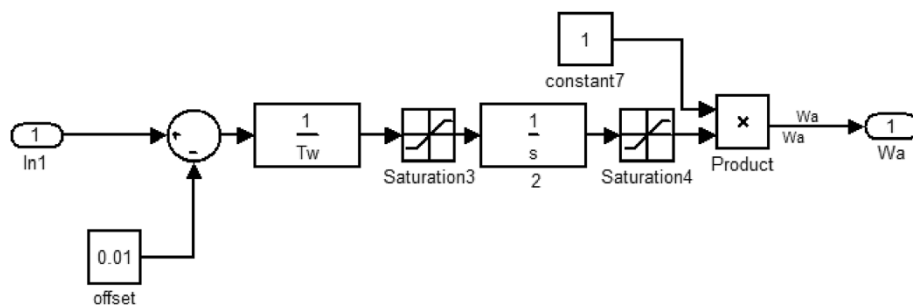 1
constant7
1
In1
+
-
1
Tw
Saturation3
1
s
2
Saturation4
×
Product
Wa
Wa
1
Wa
0.01
offset